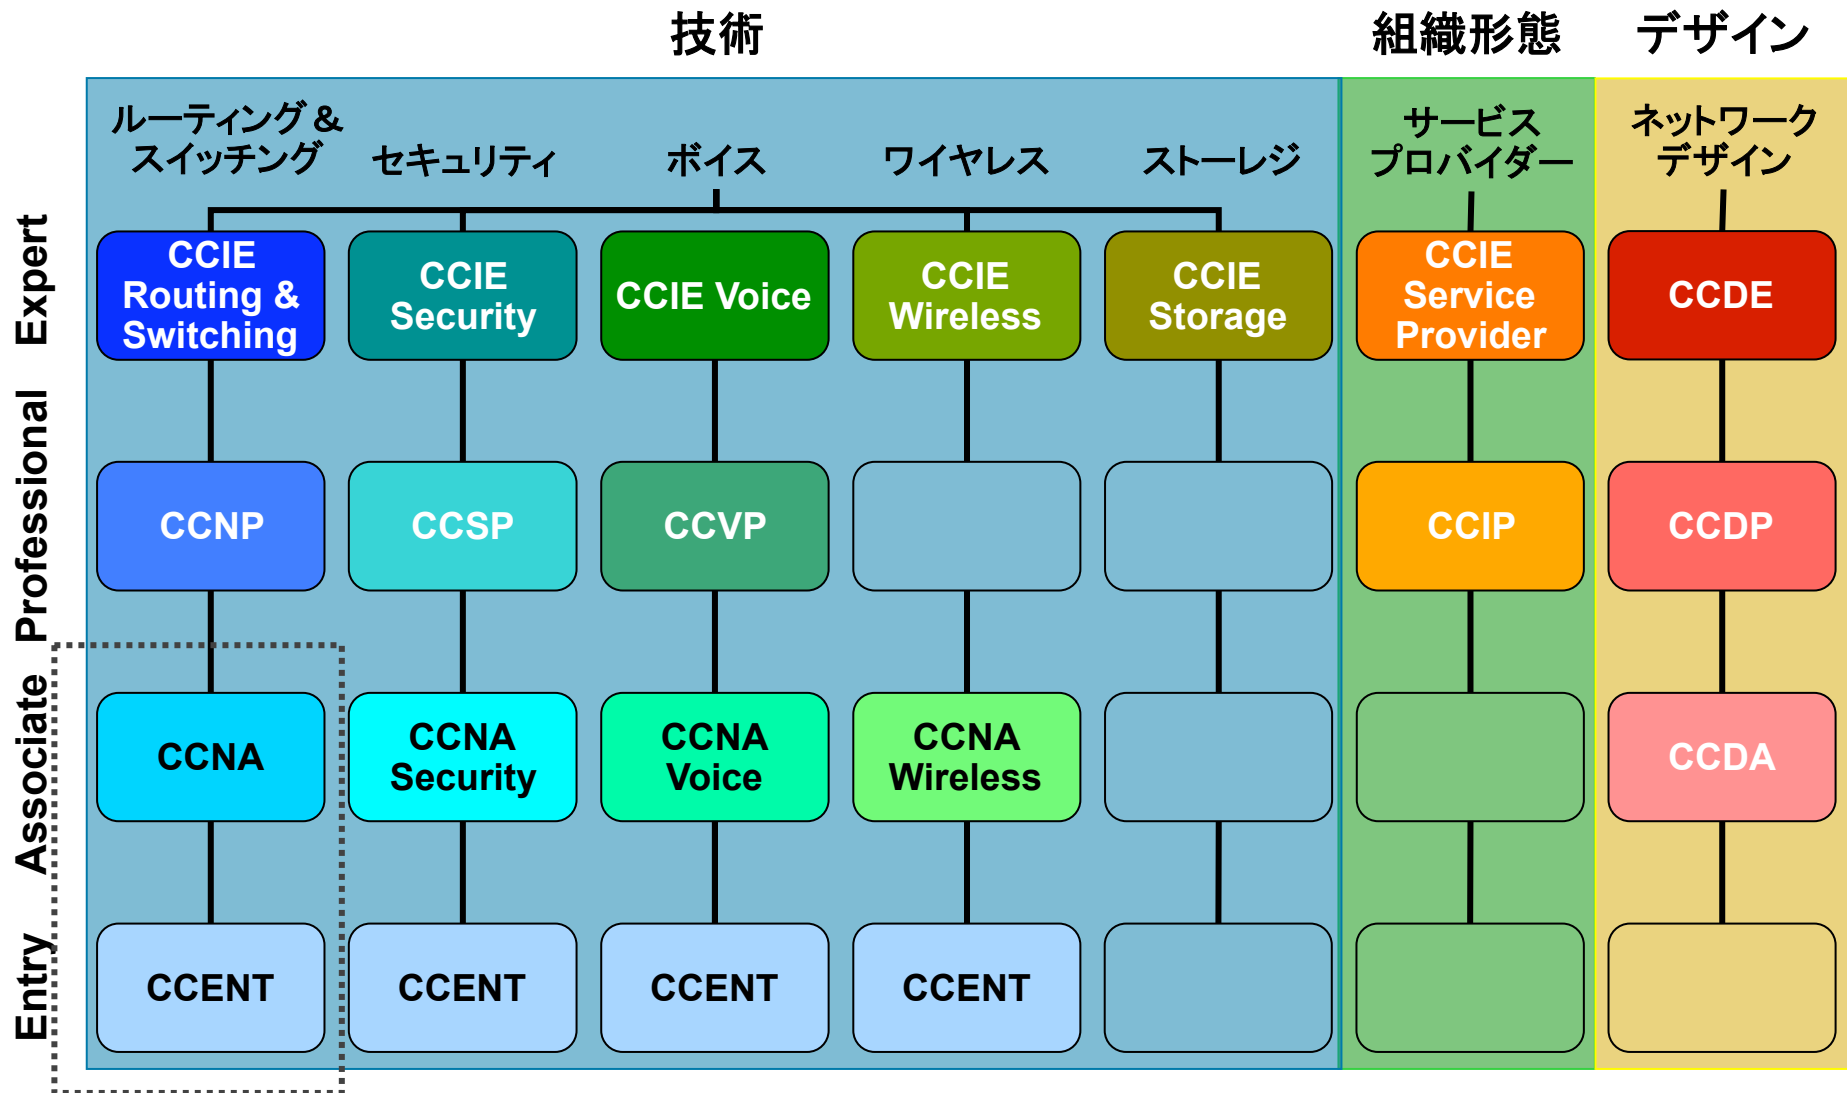 技術
組織形態
デザイン
ルーティング &
スイッチング
セキュリティ
ボイス
ワイヤレス
ストーレジ
サービス
プロバイダー
ネットワーク
デザイン
Expert
CCIE
Routing &
Switching
CCIE
Security
CCIE Voice
CCIE
Wireless
CCIE
Storage
CCIE
Service
Provider
CCDE
Professional
CCNP
CCSP
CCVP
CCIP
CCDP
Associate
CCNA
CCNA
Security
CCNA
Voice
CCNA
Wireless
CCDA
Entry
CCENT
CCENT
CCENT
CCENT